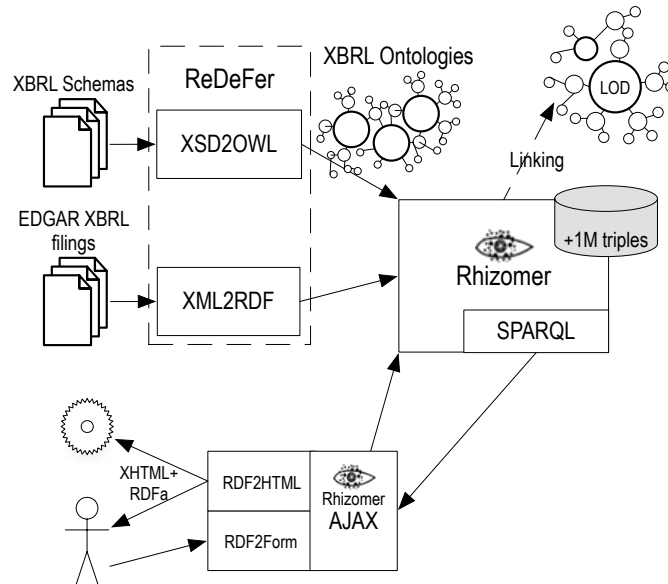 XBRL Schemas
ReDeFer
XBRL Ontologies
LOD
XSD2OWL
Linking
EDGAR XBRL
filings
+1M triples
Rhizomer
XML2RDF
SPARQL
XHTML+
RDFa
RDF2HTML
Rhizomer
AJAX
RDF2Form